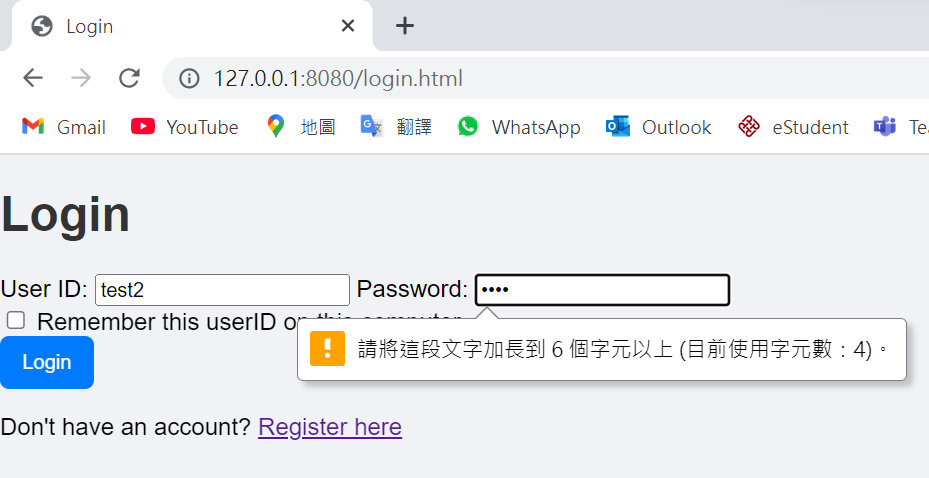 Login
127.0.0.1:8080/login.html
Gmail YouTube 地圖 翻譯 WhatsApp Outlook eStudent Tea
Login
User ID: test2 Password: ••••
Remember this userID on this computer
請將這段文字加長到 6 個字元以上 (目前使用字元數：4)。
Login
Don't have an account? Register here